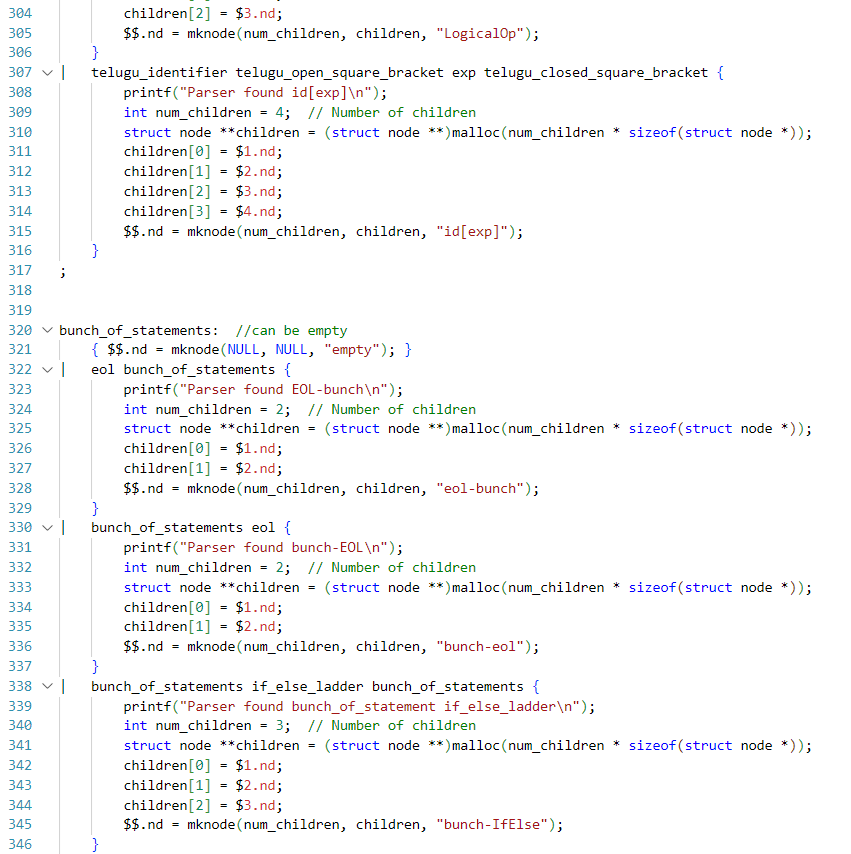 304 children[2] = $3.nd;
305 $$.nd = mknode(num_children, children, "LogicalOp");
306 }
307 | telugu_identifier telugu_open_square_bracket exp telugu_closed_square_bracket {
308 printf("Parser found id[exp]\n");
309 int num_children = 4;  // Number of children
310 struct node **children = (struct node **)malloc(num_children * sizeof(struct node *));
311 children[0] = $1.nd;
312 children[1] = $2.nd;
313 children[2] = $3.nd;
314 children[3] = $4.nd;
315 $$.nd = mknode(num_children, children, "id[exp]");
316 }
317 ;
318
319
320 bunch_of_statements:  //can be empty
321 { $$.nd = mknode(NULL, NULL, "empty"); }
322 | eol bunch_of_statements {
323 printf("Parser found EOL-bunch\n");
324 int num_children = 2;  // Number of children
325 struct node **children = (struct node **)malloc(num_children * sizeof(struct node *));
326 children[0] = $1.nd;
327 children[1] = $2.nd;
328 $$.nd = mknode(num_children, children, "eol-bunch");
329 }
330 | bunch_of_statements eol {
331 printf("Parser found bunch-EOL\n");
332 int num_children = 2;  // Number of children
333 struct node **children = (struct node **)malloc(num_children * sizeof(struct node *));
334 children[0] = $1.nd;
335 children[1] = $2.nd;
336 $$.nd = mknode(num_children, children, "bunch-eol");
337 }
338 | bunch_of_statements if_else_ladder bunch_of_statements {
339 printf("Parser found bunch_of_statement if_else_ladder\n");
340 int num_children = 3;  // Number of children
341 struct node **children = (struct node **)malloc(num_children * sizeof(struct node *));
342 children[0] = $1.nd;
343 children[1] = $2.nd;
344 children[2] = $3.nd;
345 $$.nd = mknode(num_children, children, "bunch-IfElse");
346 }